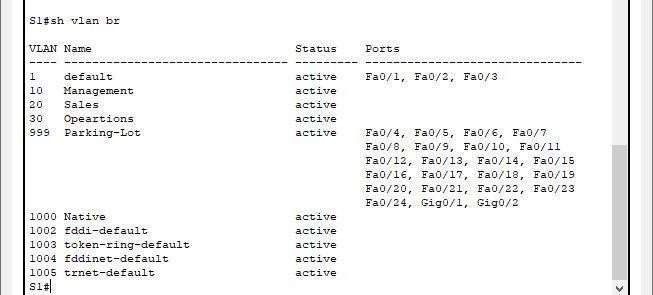 S1#sh vlan br
VLAN Name Status Ports
---- -------------------------------- --------- -------------------------------
1 default active Fa0/1, Fa0/2, Fa0/3
10 Management active
20 Sales active
30 Opeartions active
999 Parking-Lot active Fa0/4, Fa0/5, Fa0/6, Fa0/7
Fa0/8, Fa0/9, Fa0/10, Fa0/11
Fa0/12, Fa0/13, Fa0/14, Fa0/15
Fa0/16, Fa0/17, Fa0/18, Fa0/19
Fa0/20, Fa0/21, Fa0/22, Fa0/23
Fa0/24, Gig0/1, Gig0/2
1000 Native active
1002 fddi-default active
1003 token-ring-default active
1004 fddinet-default active
1005 trnet-default active
S1#